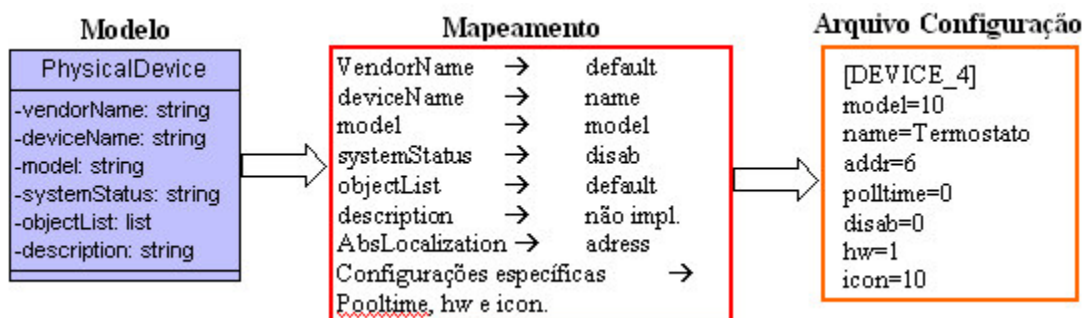 Modelo
PhysicalDevice
-vendorName: string
-deviceName: string
-model: string
-systemStatus: string
-objectList: list
-description: string
Mapeamento
VendorName → default
deviceName → name
model → model
systemStatus → disab
objectList → default
description → não impl.
AbsLocalization → adress
Configurações específicas →
Pooltime, hw e icon.
Arquivo Configuração
[DEVICE_4]
model=10
name=Termostato
addr=6
polltime=0
disab=0
hw=1
icon=10